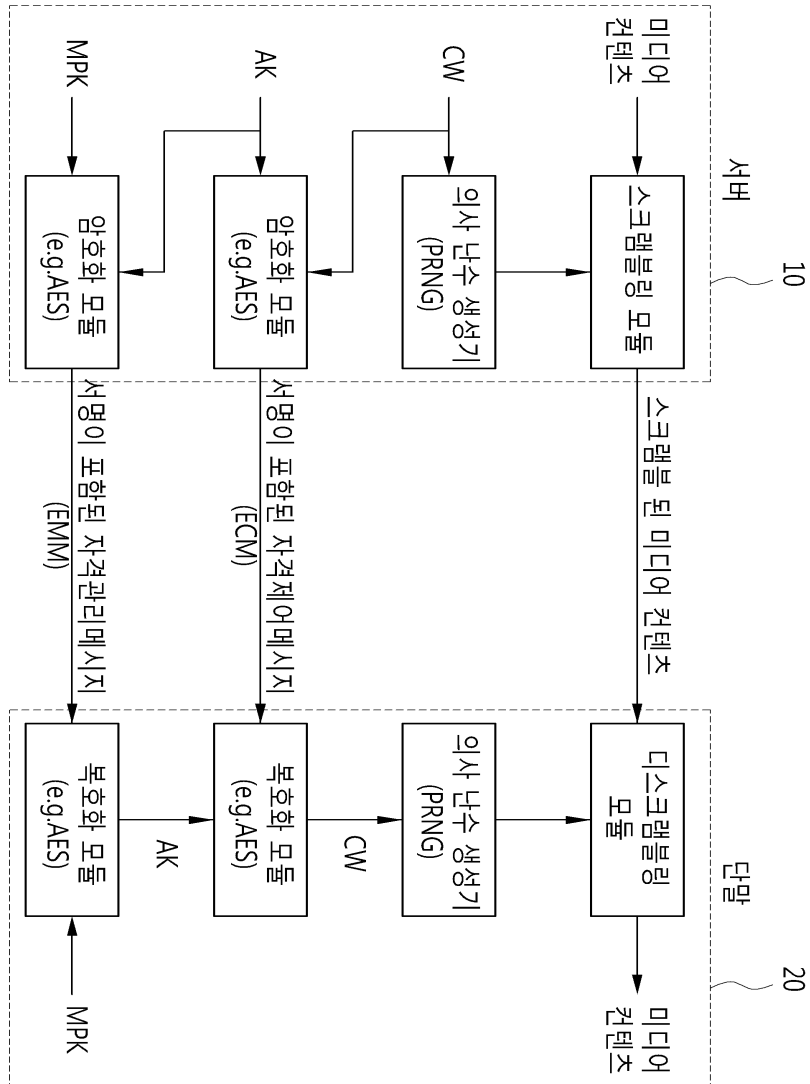 10
서버
20
단말
미디어
컨텐츠
스크램블링 모듈
스크램블 된 미디어 컨텐츠
디스크램블링
모듈
미디어
컨텐츠
CW
의사 난수 생성기
(PRNG)
의사 난수 생성기
(PRNG)
CW
AK
암호화 모듈
(e.g.AES)
서명이 포함된 자격제어메시지
(ECM)
복호화 모듈
(e.g.AES)
AK
MPK
암호화 모듈
(e.g.AES)
서명이 포함된 자격관리메시지
(EMM)
복호화 모듈
(e.g.AES)
MPK